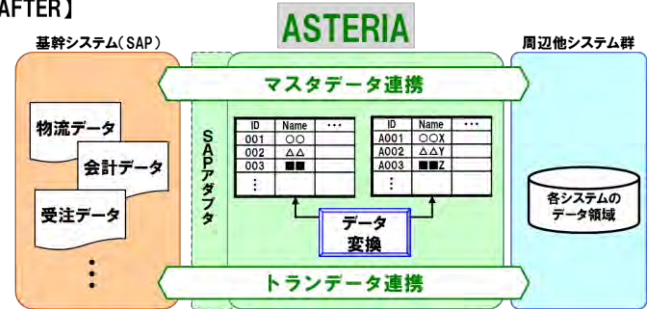 AFTER】
ASTERIA
基幹システム(SAP)
周辺他システム群
マスタデータ連携
物流データ
会計データ
受注データ
⋮
SAPアダプタ
ID Name ⋯
001 ○○
002 △△
003 ■■
⋮
ID Name ⋯
A001 ○○X
A002 △△Y
A003 ■■Z
⋮
データ
変換
各システムの
データ領域
トランデータ連携